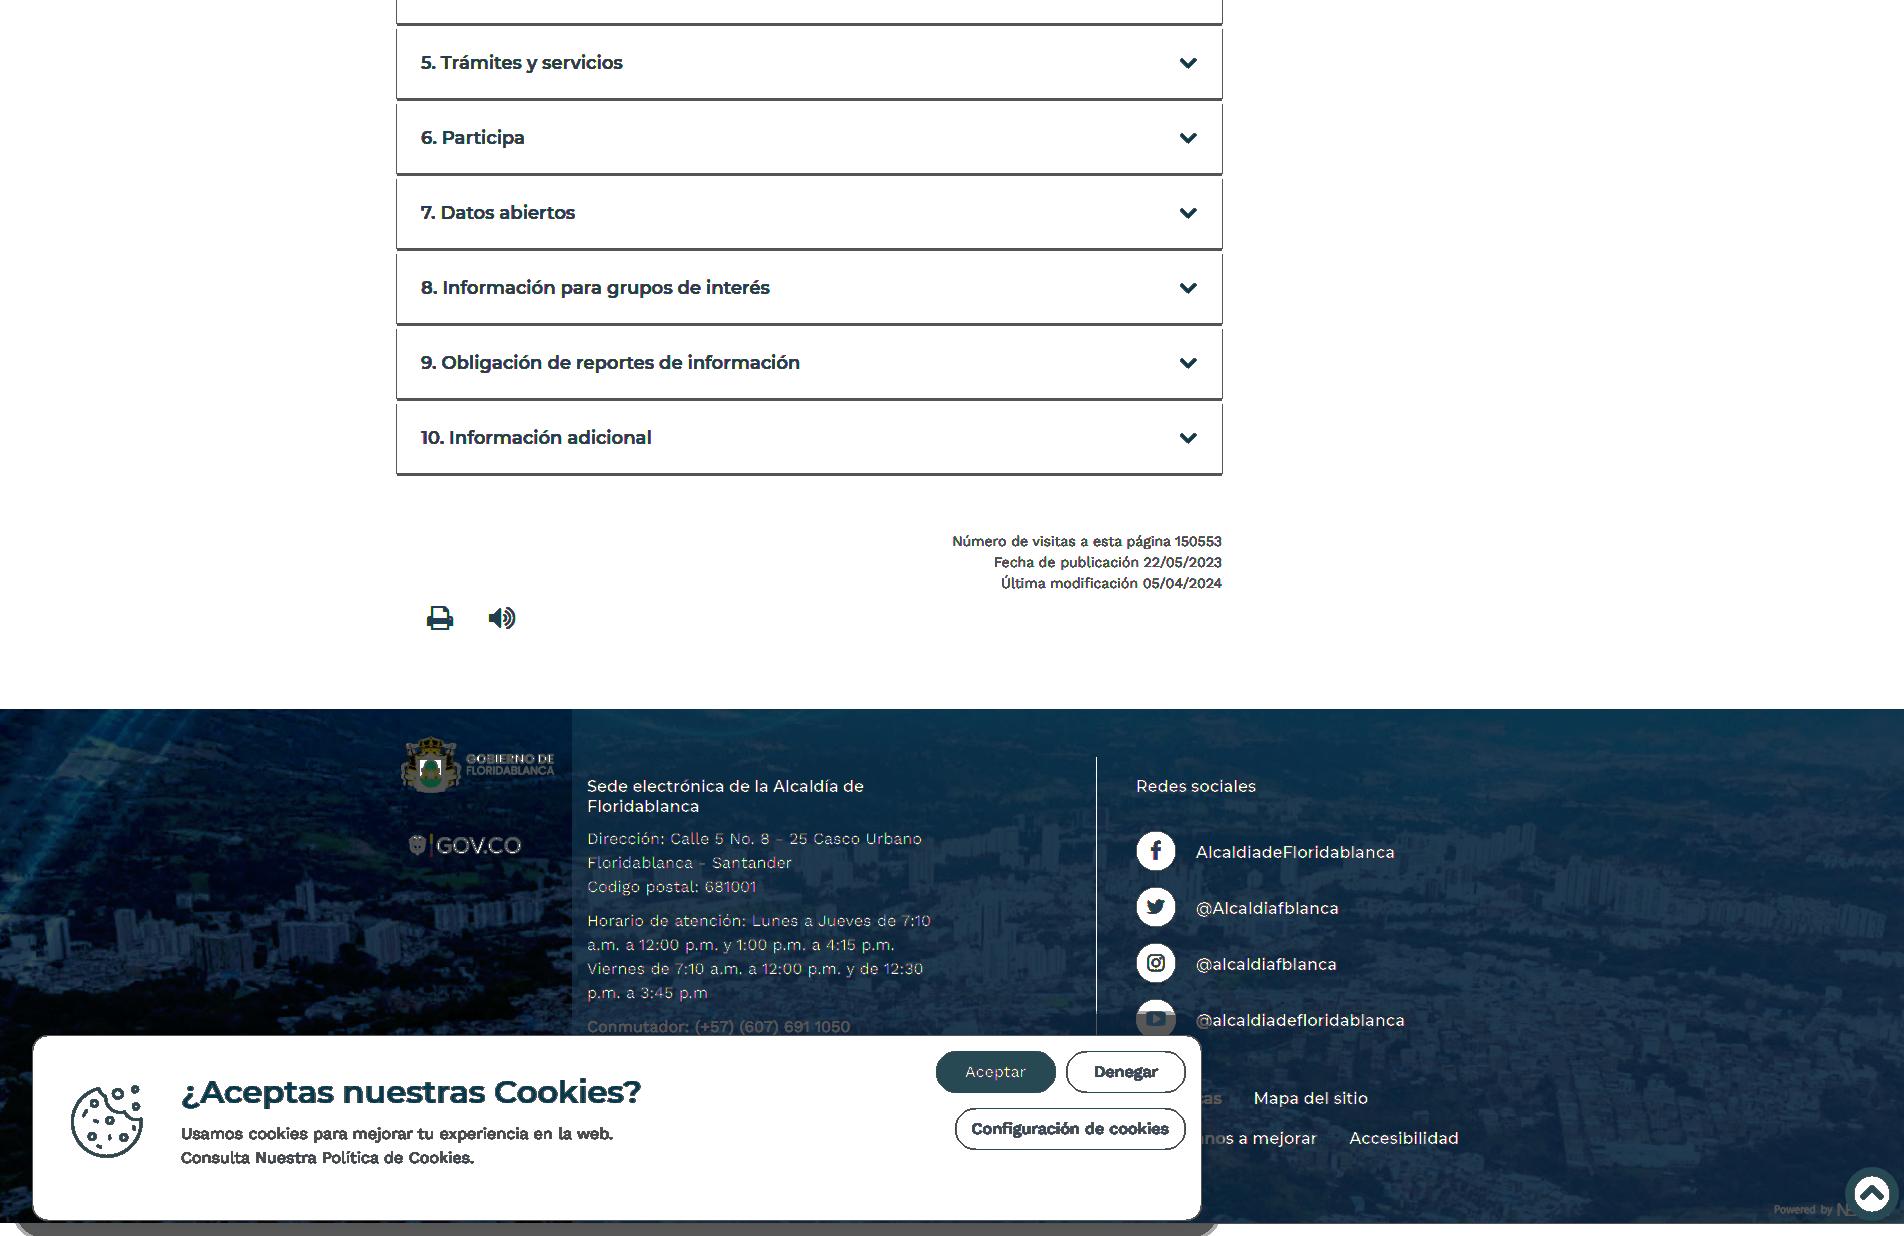 5. Trámites y servicios
6. Participa
7. Datos abiertos
8. Información para grupos de interés
9. Obligación de reportes de información
10. Información adicional
Número de visitas a esta página 150553
Fecha de publicación 22/05/2023
Última modificación 05/04/2024
GOBIERNO DE
FLORIDABLANCA
GOV.CO
Sede electrónica de la Alcaldía de
Floridablanca
Dirección: Calle 5 No. 8 - 25 Casco Urbano
Floridablanca - Santander
Codigo postal: 681001
Horario de atención: Lunes a Jueves de 7:10
a.m. a 12:00 p.m. y 1:00 p.m. a 4:15 p.m.
Viernes de 7:10 a.m. a 12:00 p.m. y de 12:30
p.m. a 3:45 p.m
Conmutador: (+57) (607) 691 1050
Redes sociales
AlcaldiadeFloridablanca
@Alcaldiafblanca
@alcaldiafblanca
@alcaldiadefloridablanca
Mapa del sitio
a mejorar
Accesibilidad
¿Aceptas nuestras Cookies?
Usamos cookies para mejorar tu experiencia en la web.
Consulta Nuestra Política de Cookies.
Aceptar
Denegar
Configuración de cookies
Powered by